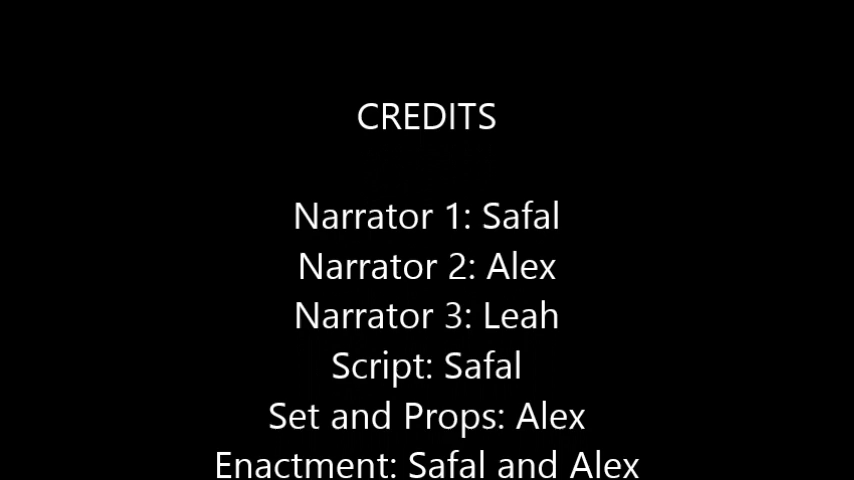 CREDITS
Narrator 1: Safal
Narrator 2: Alex
Narrator 3: Leah
Script: Safal
Set and Props: Alex
Enactment: Safal and Alex